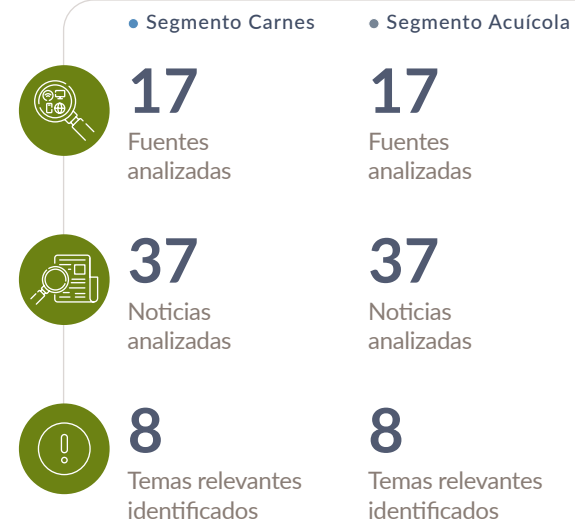 Segmento Carnes
Segmento Acuícola
17
Fuentes
analizadas
17
Fuentes
analizadas
37
Noticias
analizadas
37
Noticias
analizadas
8
Temas relevantes
identificados
8
Temas relevantes
identificados